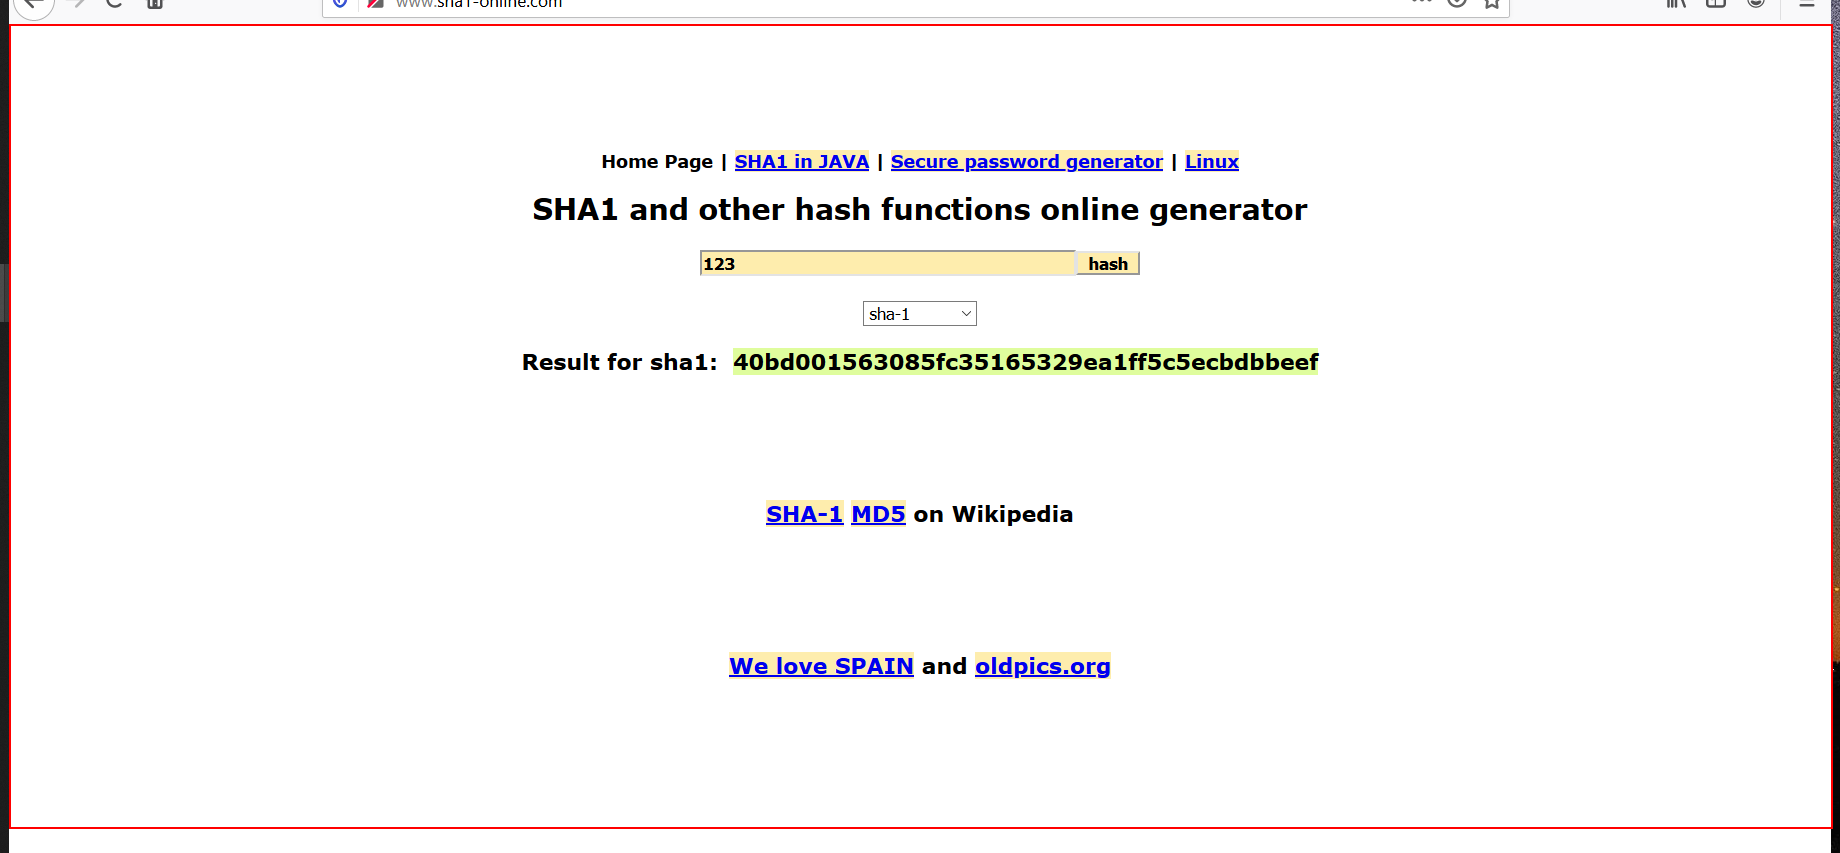 www.sha1-online.com
Home Page | SHA1 in JAVA | Secure password generator | Linux
SHA1 and other hash functions online generator
123 hash
sha-1
Result for sha1: 40bd001563085fc35165329ea1ff5c5ecbdbbeef
SHA-1 MD5 on Wikipedia
We love SPAIN and oldpics.org